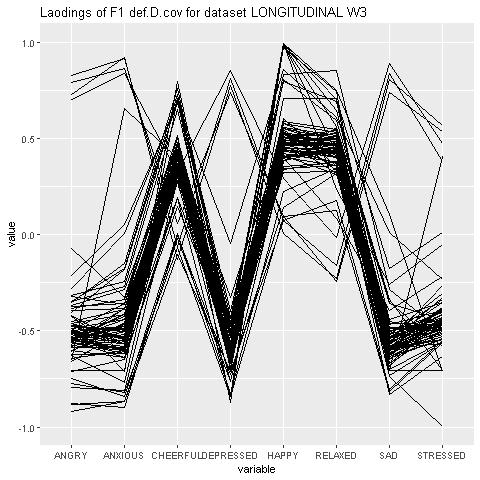 Laodings of F1 def.D.cov for dataset LONGITUDINAL W3
1.0
0.5
0.0
-0.5
-1.0
value
ANGRY ANXIOUS CHEERFULDEPRESSED HAPPY RELAXED SAD STRESSED
variable